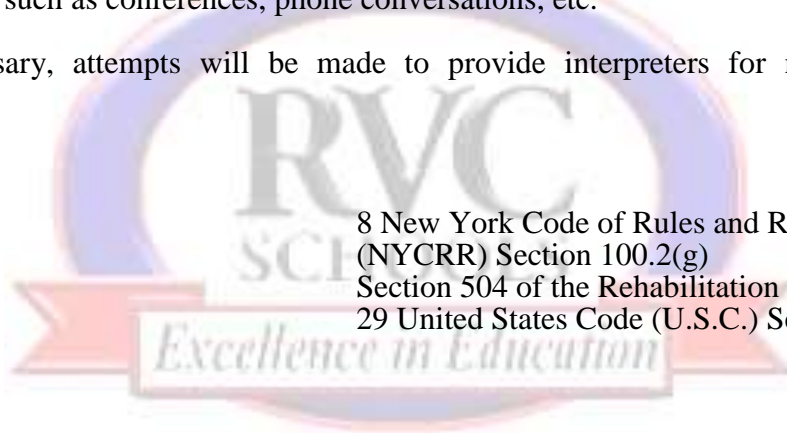 such as conferences, phone conversations, etc.
sary, attempts will be made to provide interpreters for
RVC
SCHOOLS
8 New York Code of Rules and R
(NYCRR) Section 100.2(g)
Section 504 of the Rehabilitation
29 United States Code (U.S.C.) Se
Excellence in Education